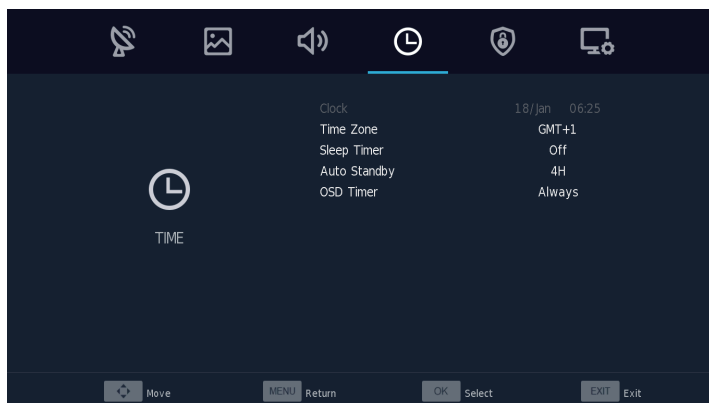 Clock 18/Jan 06:25
Time Zone GMT+1
Sleep Timer Off
Auto Standby 4H
OSD Timer Always
TIME
Move MENU Return OK Select EXIT Exit